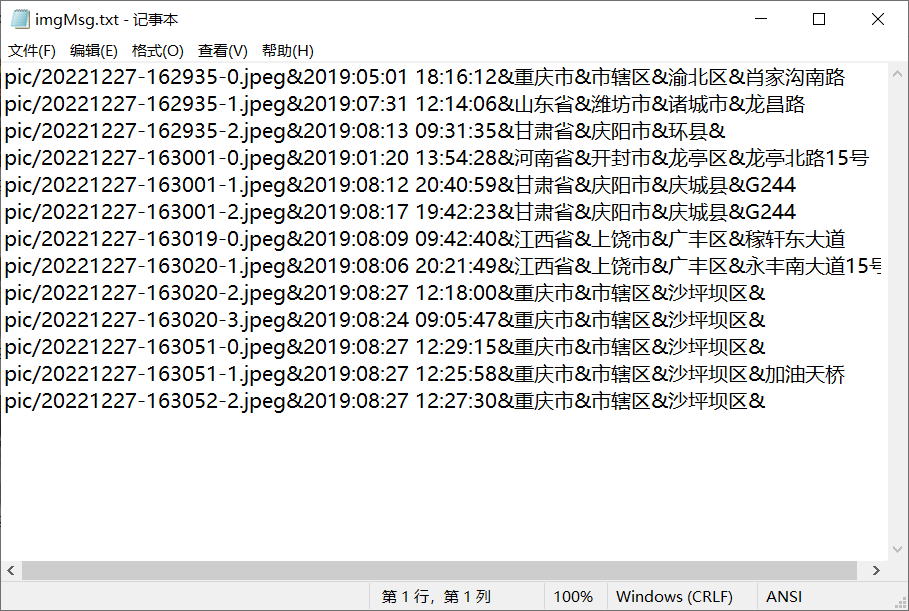 imgMsg.txt - 记事本
文件(F) 编辑(E) 格式(O) 查看(V) 帮助(H)
pic/20221227-162935-0.jpeg&2019:05:01 18:16:12&重庆市&市辖区&渝北区&肖家沟南路
pic/20221227-162935-1.jpeg&2019:07:31 12:14:06&山东省&潍坊市&诸城市&龙昌路
pic/20221227-162935-2.jpeg&2019:08:13 09:31:35&甘肃省&庆阳市&环县&
pic/20221227-163001-0.jpeg&2019:01:20 13:54:28&河南省&开封市&龙亭区&龙亭北路15号
pic/20221227-163001-1.jpeg&2019:08:12 20:40:59&甘肃省&庆阳市&庆城县&G244
pic/20221227-163001-2.jpeg&2019:08:17 19:42:23&甘肃省&庆阳市&庆城县&G244
pic/20221227-163019-0.jpeg&2019:08:09 09:42:40&江西省&上饶市&广丰区&稼轩东大道
pic/20221227-163020-1.jpeg&2019:08:06 20:21:49&江西省&上饶市&广丰区&永丰南大道15号
pic/20221227-163020-2.jpeg&2019:08:27 12:18:00&重庆市&市辖区&沙坪坝区&
pic/20221227-163020-3.jpeg&2019:08:24 09:05:47&重庆市&市辖区&沙坪坝区&
pic/20221227-163051-0.jpeg&2019:08:27 12:29:15&重庆市&市辖区&沙坪坝区&
pic/20221227-163051-1.jpeg&2019:08:27 12:25:58&重庆市&市辖区&沙坪坝区&加油天桥
pic/20221227-163052-2.jpeg&2019:08:27 12:27:30&重庆市&市辖区&沙坪坝区&
第 1 行，第 1 列 100% Windows (CRLF) ANSI